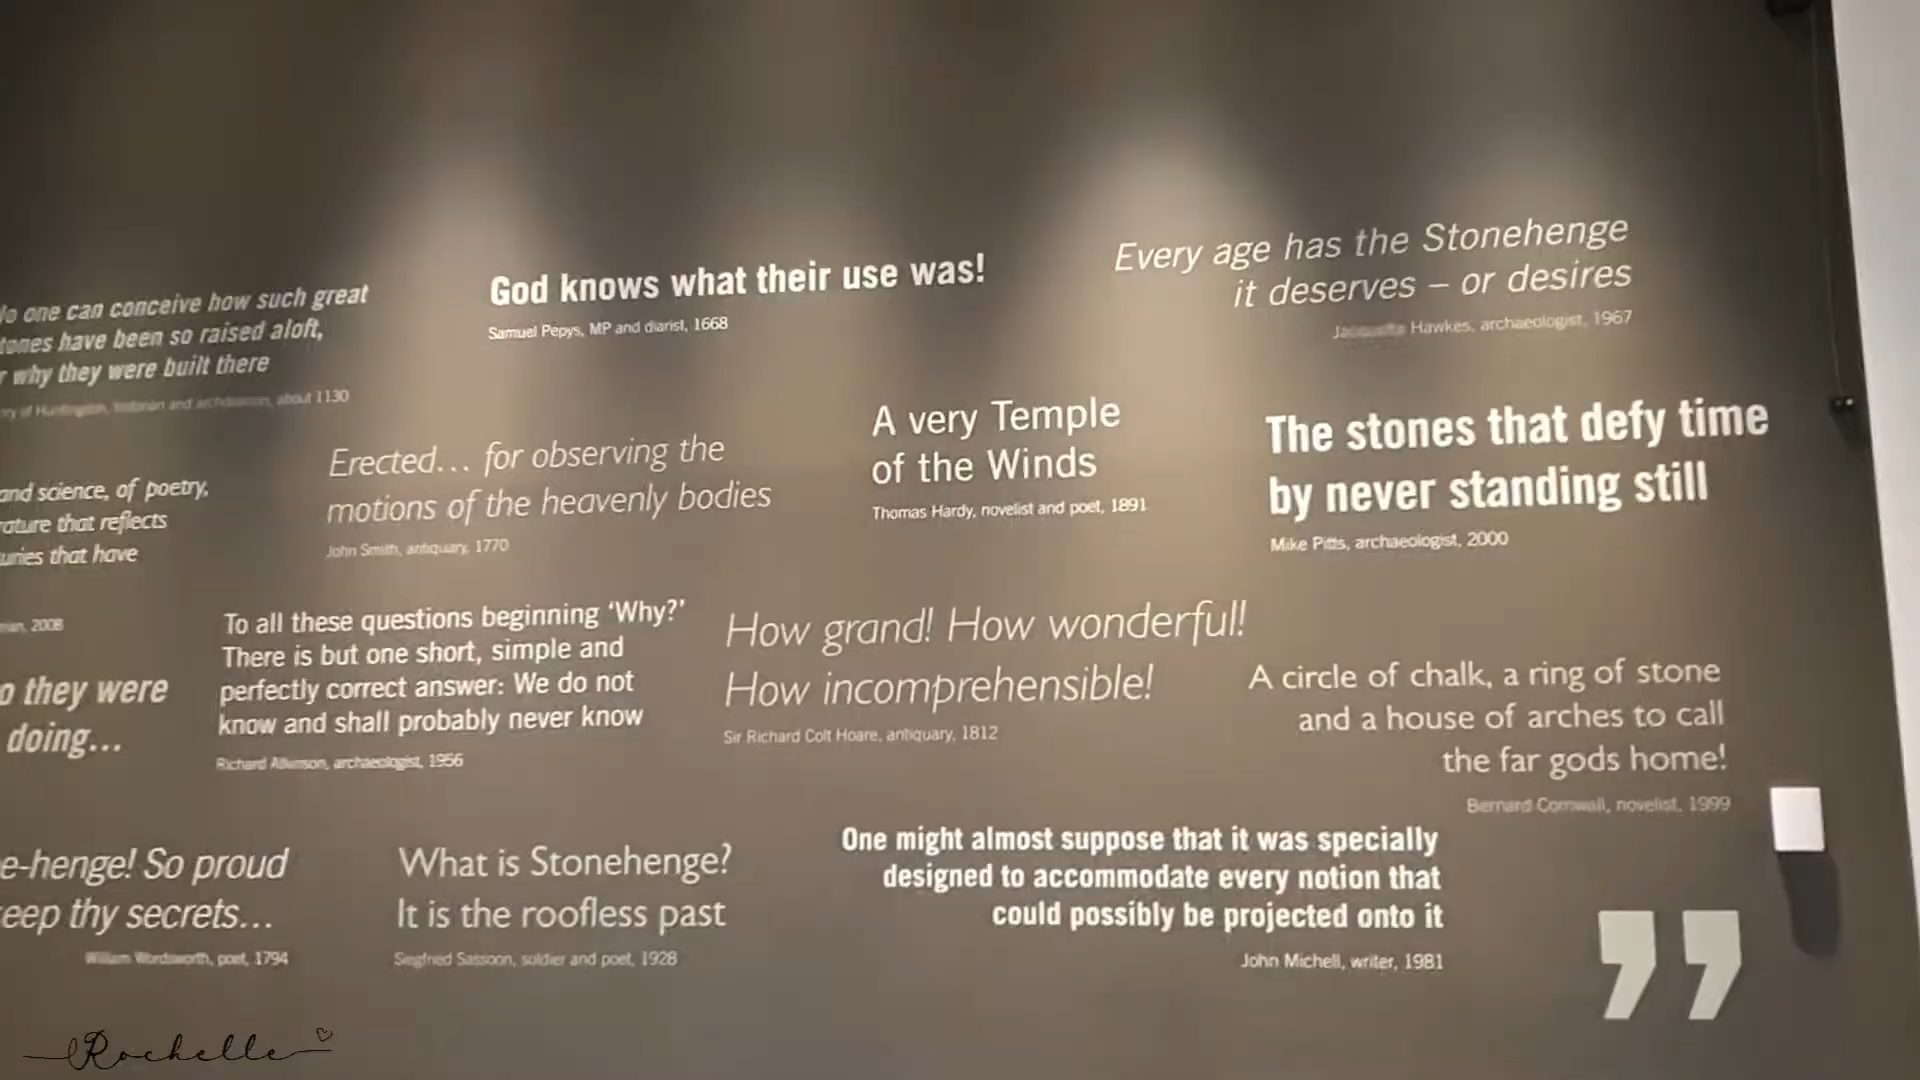 one can conceive how such great
have been so raised aloft,
why they were built there
of Huntingdon, historian and archdeacon, about 1130
God knows what their use was!
Samuel Pepys, MP and diarist, 1668
Every age has the Stonehenge
it deserves – or desires
Jacquetta Hawkes, archaeologist, 1967
and science, of poetry,
that reflects
that have
2008
Erected... for observing the
motions of the heavenly bodies
John Smith, antiquary, 1770
A very Temple
of the Winds
Thomas Hardy, novelist and poet, 1891
The stones that defy time
by never standing still
Mike Pitts, archaeologist, 2000
they were
doing...
To all these questions beginning ‘Why?’
There is but one short, simple and
perfectly correct answer: We do not
know and shall probably never know
Richard Atkinson, archaeologist, 1956
How grand! How wonderful!
How incomprehensible!
Sir Richard Colt Hoare, antiquary, 1812
A circle of chalk, a ring of stone
and a house of arches to call
the far gods home!
Bernard Cornwall, novelist, 1999
e-henge! So proud
eep thy secrets...
William Wordsworth, poet, 1794
What is Stonehenge?
It is the roofless past
Siegfried Sassoon, soldier and poet, 1928
One might almost suppose that it was specially
designed to accommodate every notion that
could possibly be projected onto it
John Michell, writer, 1981
”
Rochelle